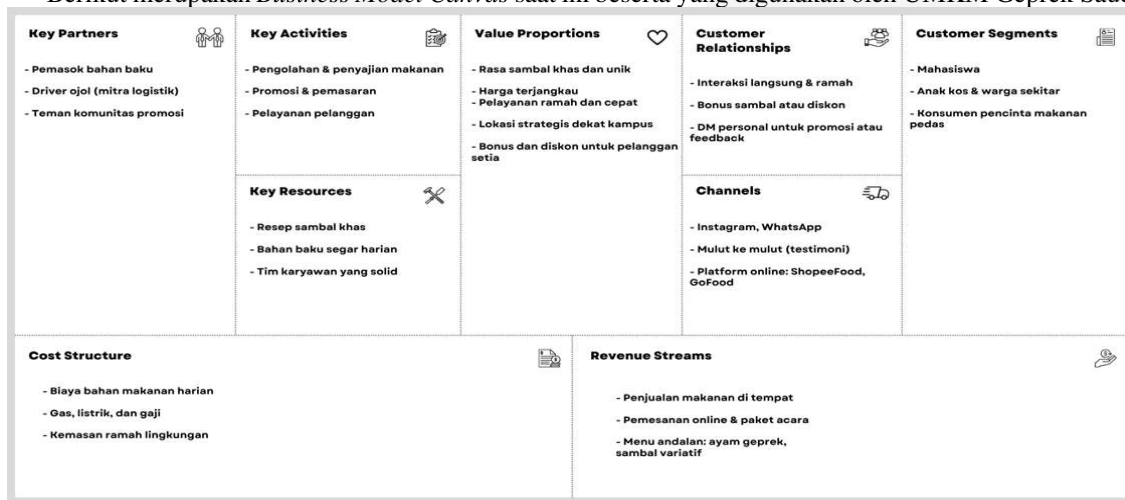 Berikut merupakan Business Model Canvas saat ini beserta yang digunakan oleh UMKM Geprek
Key Partners
- Pemasok bahan baku
- Driver ojol (mitra logistik)
- Teman komunitas promosi
Key Activities
- Pengolahan & penyajian makanan
- Promosi & pemasaran
- Pelayanan pelanggan
Key Resources
- Resep sambal khas
- Bahan baku segar harian
- Tim karyawan yang solid
Value Proportions
- Rasa sambal khas dan unik
- Harga terjangkau
- Pelayanan ramah dan cepat
- Lokasi strategis dekat kampus
- Bonus dan diskon untuk pelanggan
setia
Customer
Relationships
- Interaksi langsung & ramah
- Bonus sambal atau diskon
- DM personal untuk promosi atau
feedback
Channels
- Instagram, WhatsApp
- Mulut ke mulut (testimoni)
- Platform online: ShopeeFood,
GoFood
Customer Segments
- Mahasiswa
- Anak kos & warga sekitar
- Konsumen pencinta makanan
pedas
Cost Structure
- Biaya bahan makanan harian
- Gas, listrik, dan gaji
- Kemasan ramah lingkungan
Revenue Streams
- Penjualan makanan di tempat
- Pemesanan online & paket acara
- Menu andalan: ayam geprek,
sambal variatif